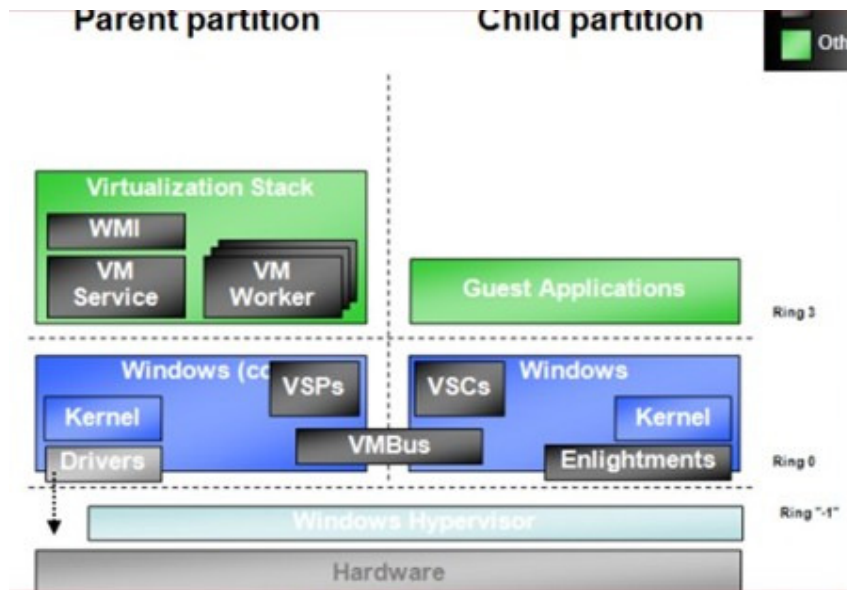 Parent partition
Child partition
Oth
Virtualization Stack
WMI
VM
Service
VM
Worker
Guest Applications
Ring 3
Windows (co
VSPs
VSCs
Windows
Kernel
Kernel
VMBus
Drivers
Enlightments
Ring 0
Ring "-1"
Windows Hypervisor
Hardware